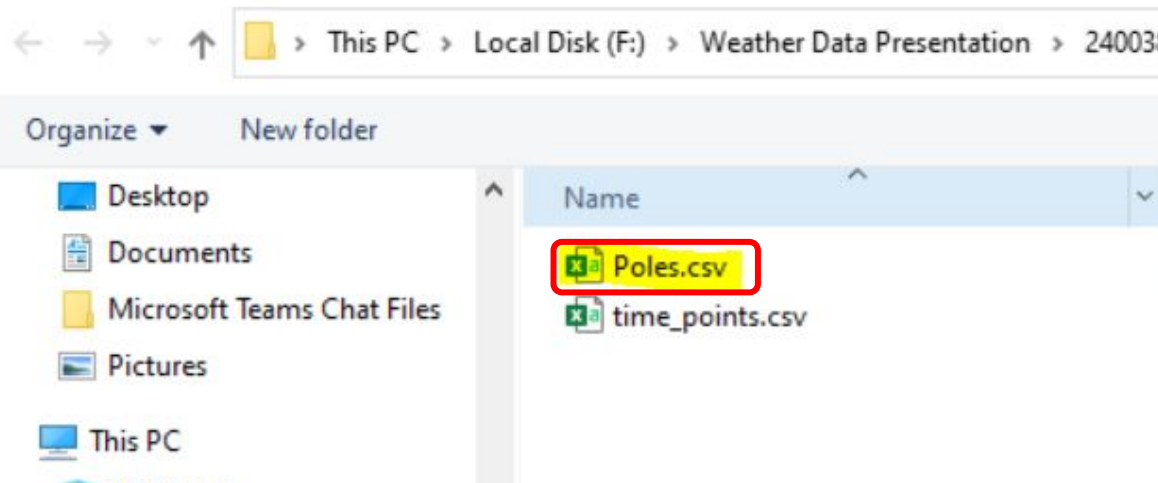 This PC > Local Disk (F:) > Weather Data Presentation > 240038
Organize New folder
Desktop
Documents
Microsoft Teams Chat Files
Pictures
This PC
Name
Poles.csv
time_points.csv